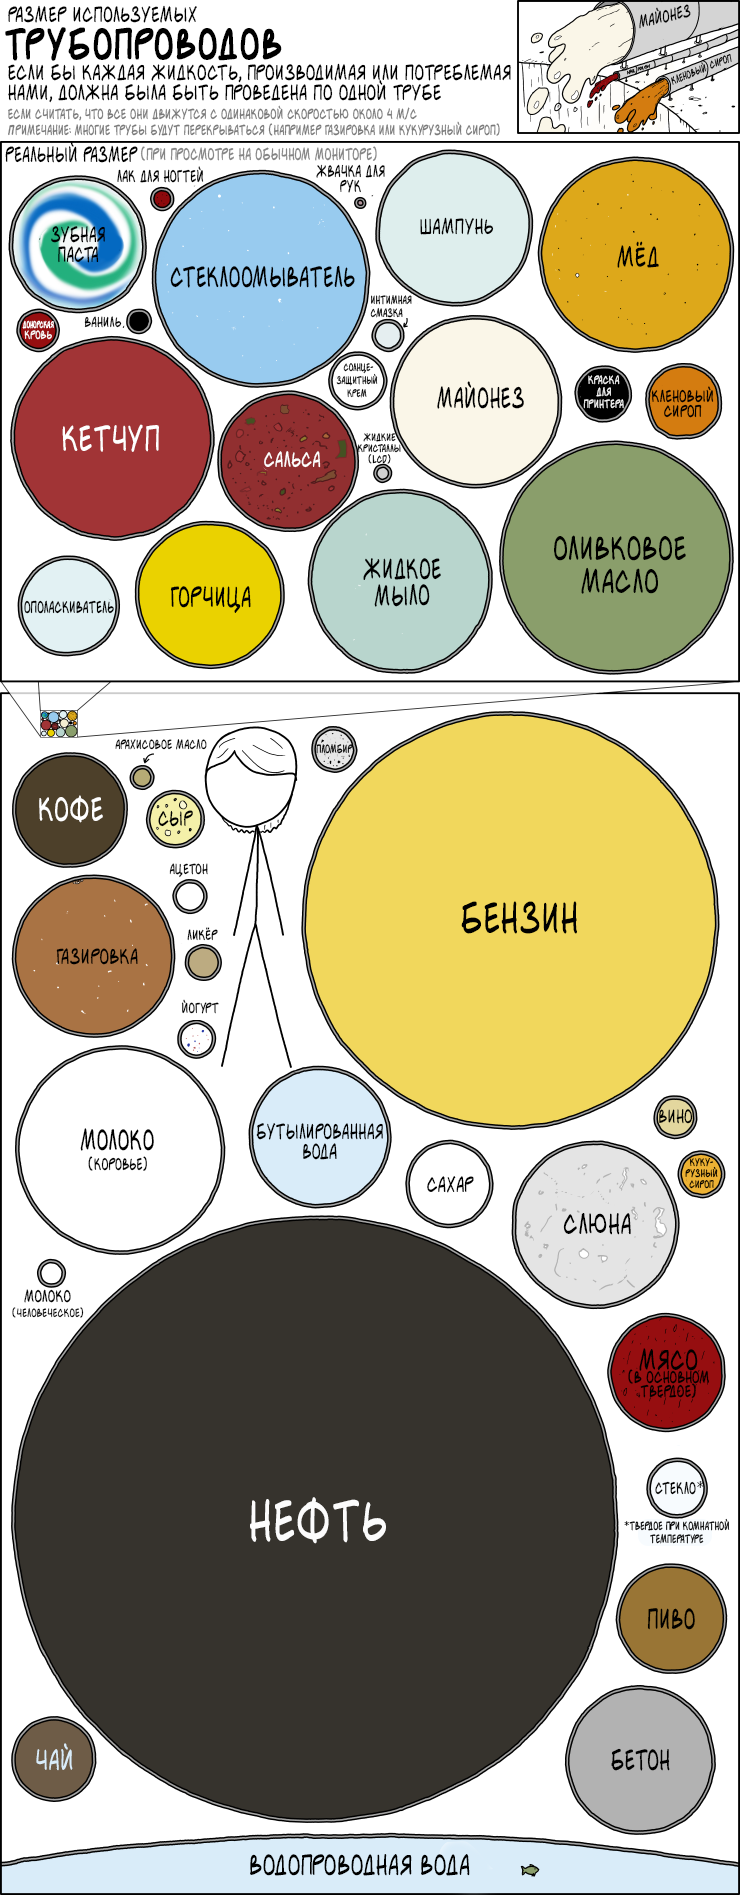 РАЗМЕР ИСПОЛЬЗУЕМЫХ
ТРУБОПРОВОДОВ
ЕСЛИ БЫ КАЖДАЯ ЖИДКОСТЬ, ПРОИЗВОДИМАЯ ИЛИ ПОТРЕБЛЕМАЯ
НАМИ, ДОЛЖНА БЫЛА БЫТЬ ПРОВЕДЕНА ПО ОДНОЙ ТРУБЕ
ЕСЛИ СЧИТАТЬ, ЧТО ВСЕ ОНИ ДВИЖУТСЯ С ОДИНАКОВОЙ СКОРОСТЬЮ ОКОЛО 4 М/С
ПРИМЕЧАНИЕ: МНОГИЕ ТРУБЫ БУДУТ ПЕРЕКРЫВАТЬСЯ (НАПРИМЕР ГАЗИРОВКА ИЛИ КУКУРУЗНЫЙ СИРОП)
МАЙОНЕЗ
КЛЕНОВЫЙ СИРОП
РЕАЛЬНЫЙ РАЗМЕР (ПРИ ПРОСМОТРЕ НА ОБЫЧНОМ МОНИТОРЕ)
ЛАК ДЛЯ НОГТЕЙ
ЖВАЧКА ДЛЯ
РУК
ЗУБНАЯ
ПАСТА
СТЕКЛООМЫВАТЕЛЬ
ШАМПУНЬ
МЁД
ДОНОРСКАЯ
КРОВЬ
ВАНИЛЬ.
ИНТИМНАЯ
СМАЗКА
СОЛНЦЕ-
ЗАЩИТНЫЙ
КРЕМ
МАЙОНЕЗ
КРАСКА
ДЛЯ
ПРИНТЕРА
КЛЕНОВЫЙ
СИРОП
КЕТЧУП
САЛЬСА
ЖИДКИЕ
КРИСТАЛЛЫ
(LCD)
ОПОЛАСКИВАТЕЛЬ
ГОРЧИЦА
ЖИДКОЕ
МЫЛО
ОЛИВКОВОЕ
МАСЛО
АРАХИСОВОЕ МАСЛО
ПЛОМБИР
КОФЕ
СЫР
АЦЕТОН
БЕНЗИН
ГАЗИРОВКА
ЛИКЁР
ЙОГУРТ
МОЛОКО
(КОРОВЬЕ)
БУТЫЛИРОВАННАЯ
ВОДА
ВИНО
САХАР
КУКУ-
РУЗНЫЙ
СИРОП
СЛЮНА
МОЛОКО
(ЧЕЛОВЕЧЕСКОЕ)
МЯСО
(В ОСНОВНОМ
ТВЕРДОЕ)
СТЕКЛО*
*ТВЕРДОЕ ПРИ КОМНАТНОЙ
ТЕМПЕРАТУРЕ
НЕФТЬ
ПИВО
ЧАЙ
БЕТОН
ВОДОПРОВОДНАЯ ВОДА